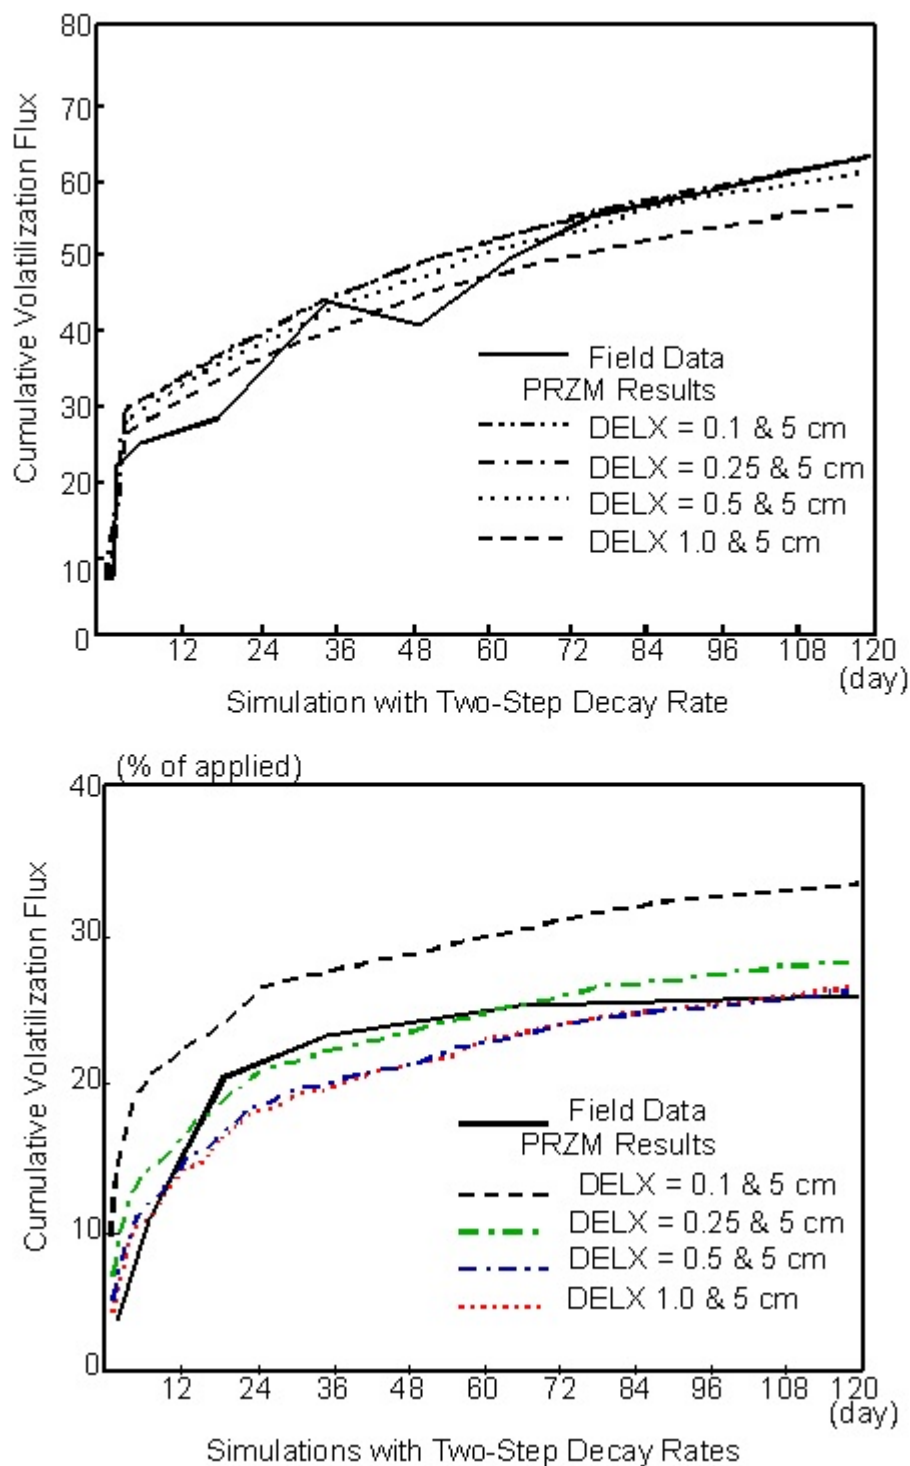 Cumulative Volatilization Flux
80
70
60
50
40
30
20
10
0
Field Data
PRZM Results
DELX = 0.1 & 5 cm
DELX = 0.25 & 5 cm
DELX = 0.5 & 5 cm
DELX 1.0 & 5 cm
12 24 36 48 60 72 84 96 108 120
(day)
Simulation with Two-Step Decay Rate
(% of applied)
Cumulative Volatilization Flux
40
30
20
10
0
Field Data
PRZM Results
DELX = 0.1 & 5 cm
DELX = 0.25 & 5 cm
DELX = 0.5 & 5 cm
DELX 1.0 & 5 cm
12 24 36 48 60 72 84 96 108 120
(day)
Simulations with Two-Step Decay Rates